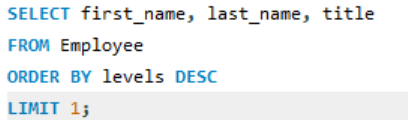 SELECT first_name, last_name, title
FROM Employee
ORDER BY levels DESC
LIMIT 1;